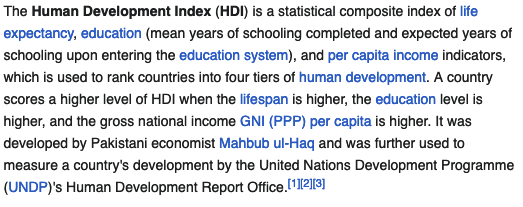 The Human Development Index (HDI) is a statistical composite index of life
expectancy, education (mean years of schooling completed and expected years of
schooling upon entering the education system), and per capita income indicators,
which is used to rank countries into four tiers of human development. A country
scores a higher level of HDI when the lifespan is higher, the education level is
higher, and the gross national income GNI (PPP) per capita is higher. It was
developed by Pakistani economist Mahbub ul-Haq and was further used to
measure a country's development by the United Nations Development Programme
(UNDP)'s Human Development Report Office.[1][2][3]